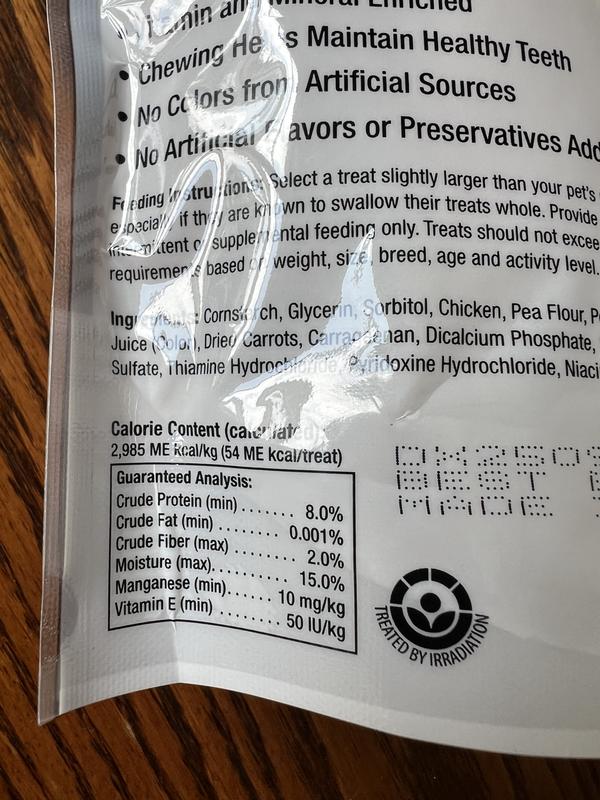 Vitamin and Mineral Enriched
• Chewing Helps Maintain Healthy Teeth
• No Colors from Artificial Sources
• No Artificial Flavors or Preservatives Add
Feeding Instructions: Select a treat slightly larger than your pet's
especially if they are known to swallow their treats whole. Provide
intermittent or supplemental feeding only. Treats should not excee
requirements based on weight, size, breed, age and activity level.
Ingredients: Cornstarch, Glycerin, Sorbitol, Chicken, Pea Flour, P
Juice (Color), Dried Carrots, Carrageenan, Dicalcium Phosphate,
Sulfate, Thiamine Hydrochloride, Pyridoxine Hydrochloride, Niaci
Calorie Content (calculated)
2,985 ME kcal/kg (54 ME kcal/treat)
Guaranteed Analysis:
Crude Protein (min) ....... 8.0%
Crude Fat (min) ........ 0.001%
Crude Fiber (max) ........ 2.0%
Moisture (max)........... 15.0%
Manganese (min)...... 10 mg/kg
Vitamin E (min) ........ 50 IU/kg
DX250
BEST
MADE
TREATED BY IRRADIATION